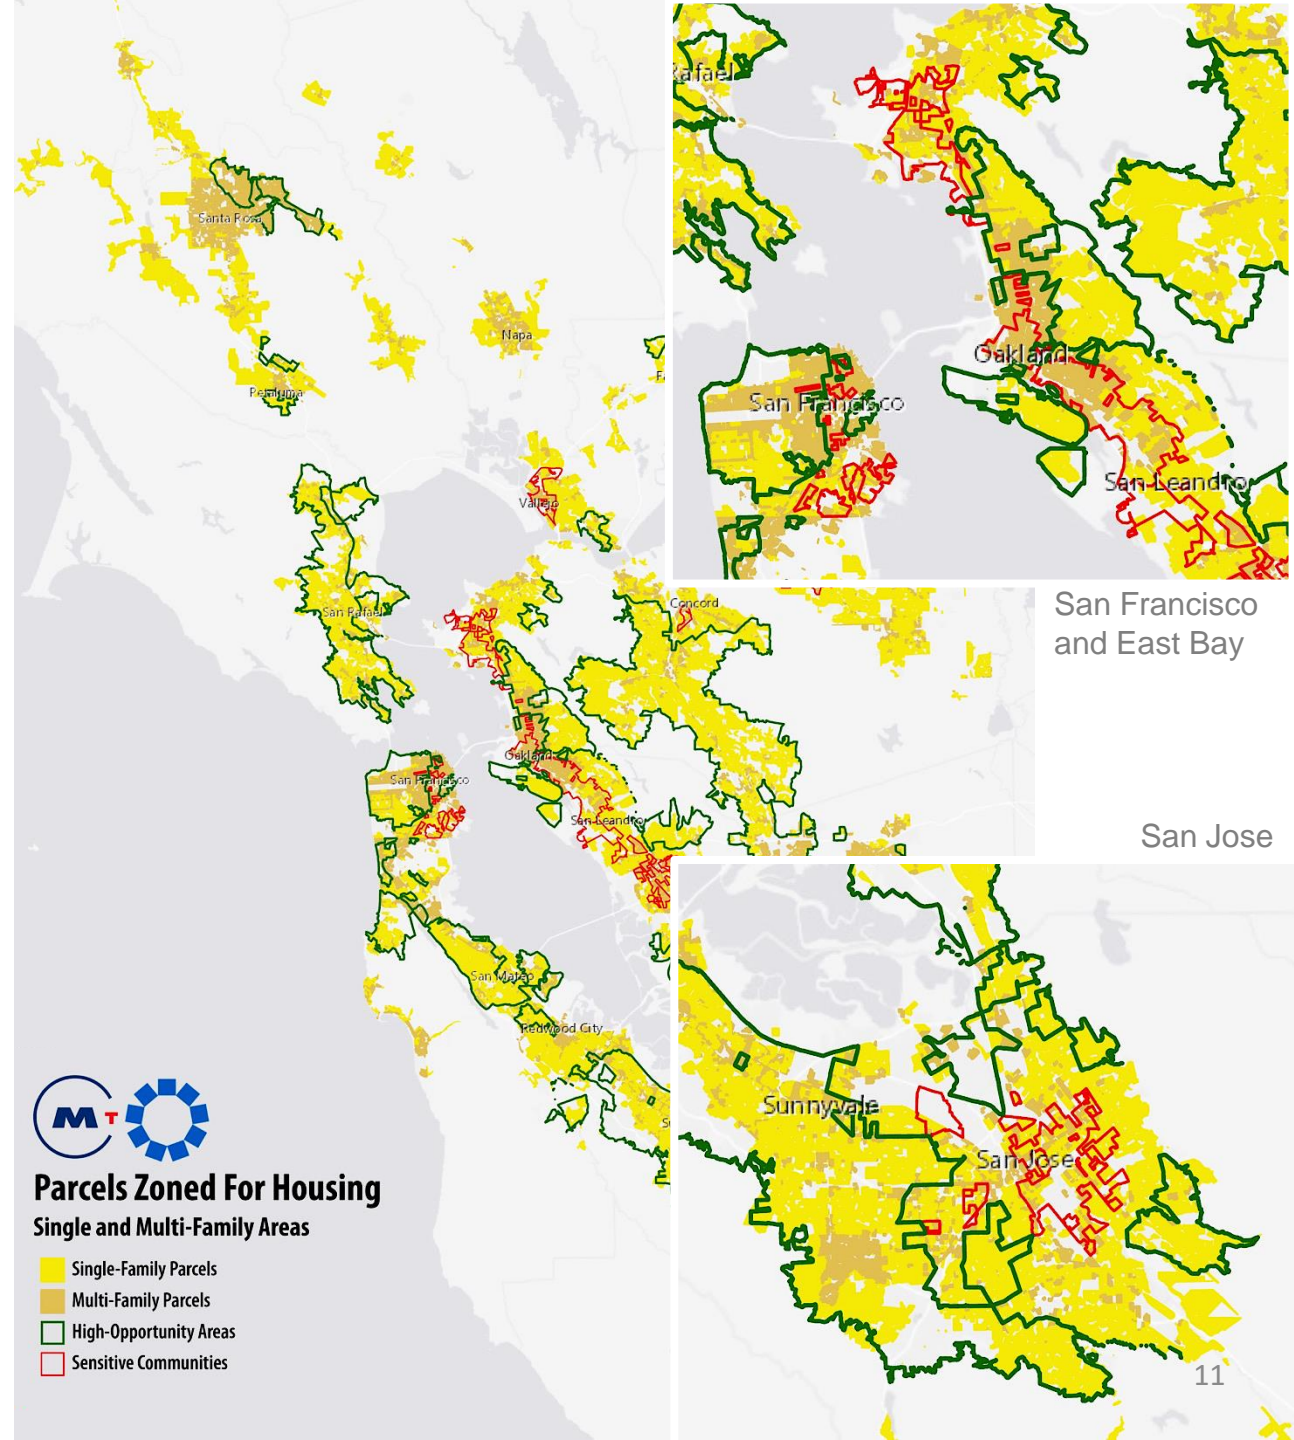 Santa Rosa
Napa
Petaluma
Vallejo
San Rafael
Concord
Oakland
San Francisco
San Leandro
San Mateo
Redwood City
M T
Parcels Zoned For Housing
Single and Multi-Family Areas
Single-Family Parcels
Multi-Family Parcels
High-Opportunity Areas
Sensitive Communities
Rafael
Oakland
San Francisco
San Leandro
San Francisco
and East Bay
San Jose
Sunnyvale
San Jose
11